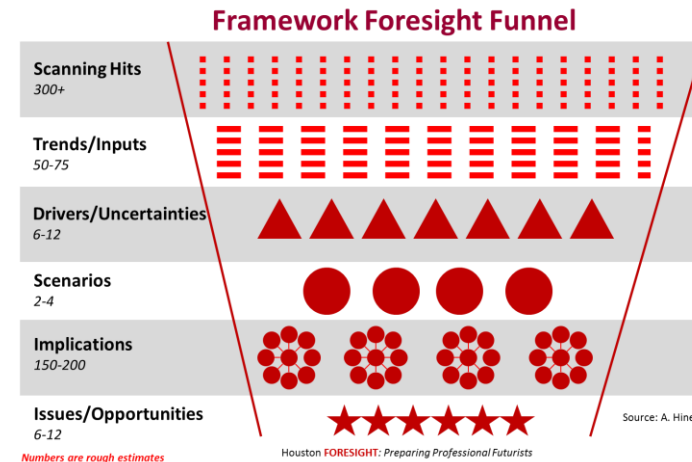 Framework Foresight Funnel
Scanning Hits
300+
Trends/Inputs
50-75
Drivers/Uncertainties
6-12
Scenarios
2-4
Implications
150-200
Issues/Opportunities
6-12
Source: A. Hine
Numbers are rough estimates
Houston FORESIGHT: Preparing Professional Futurists